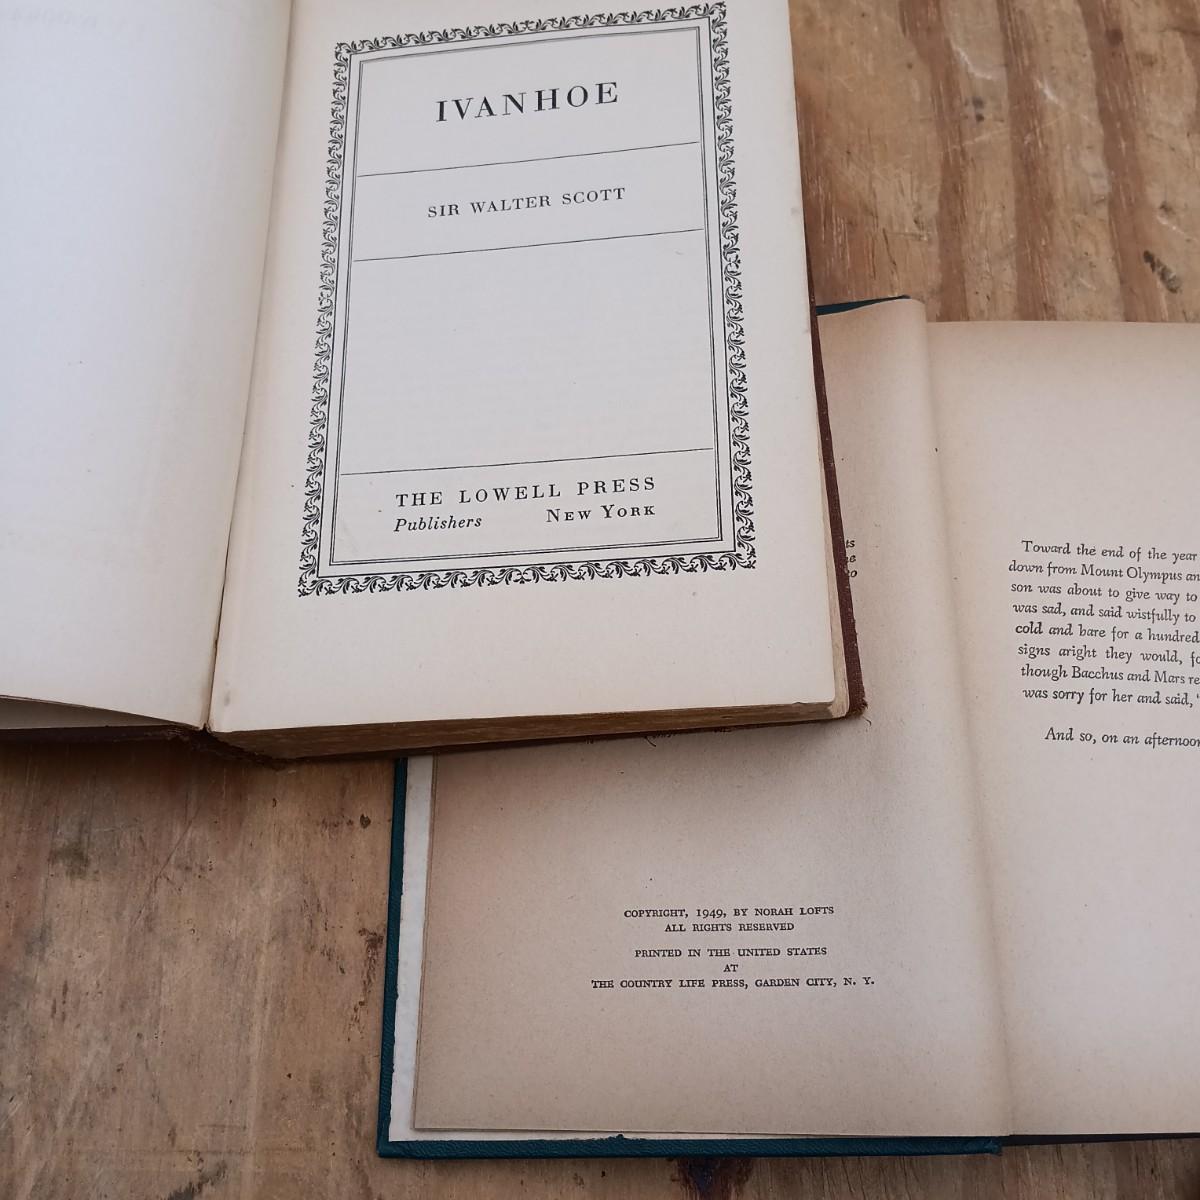 IVANHOE
SIR WALTER SCOTT
THE LOWELL PRESS
Publishers New York
COPYRIGHT, 1949, BY NORAH LOFTS
ALL RIGHTS RESERVED
PRINTED IN THE UNITED STATES
AT
THE COUNTRY LIFE PRESS, GARDEN CITY, N. Y.
Toward the end of the year
down from Mount Olympus an
son was about to give way to
was sad, and said wistfully to
cold and bare for a hundred
signs aright they would, fo
though Bacchus and Mars re
was sorry for her and said, "
And so, on an afternoon